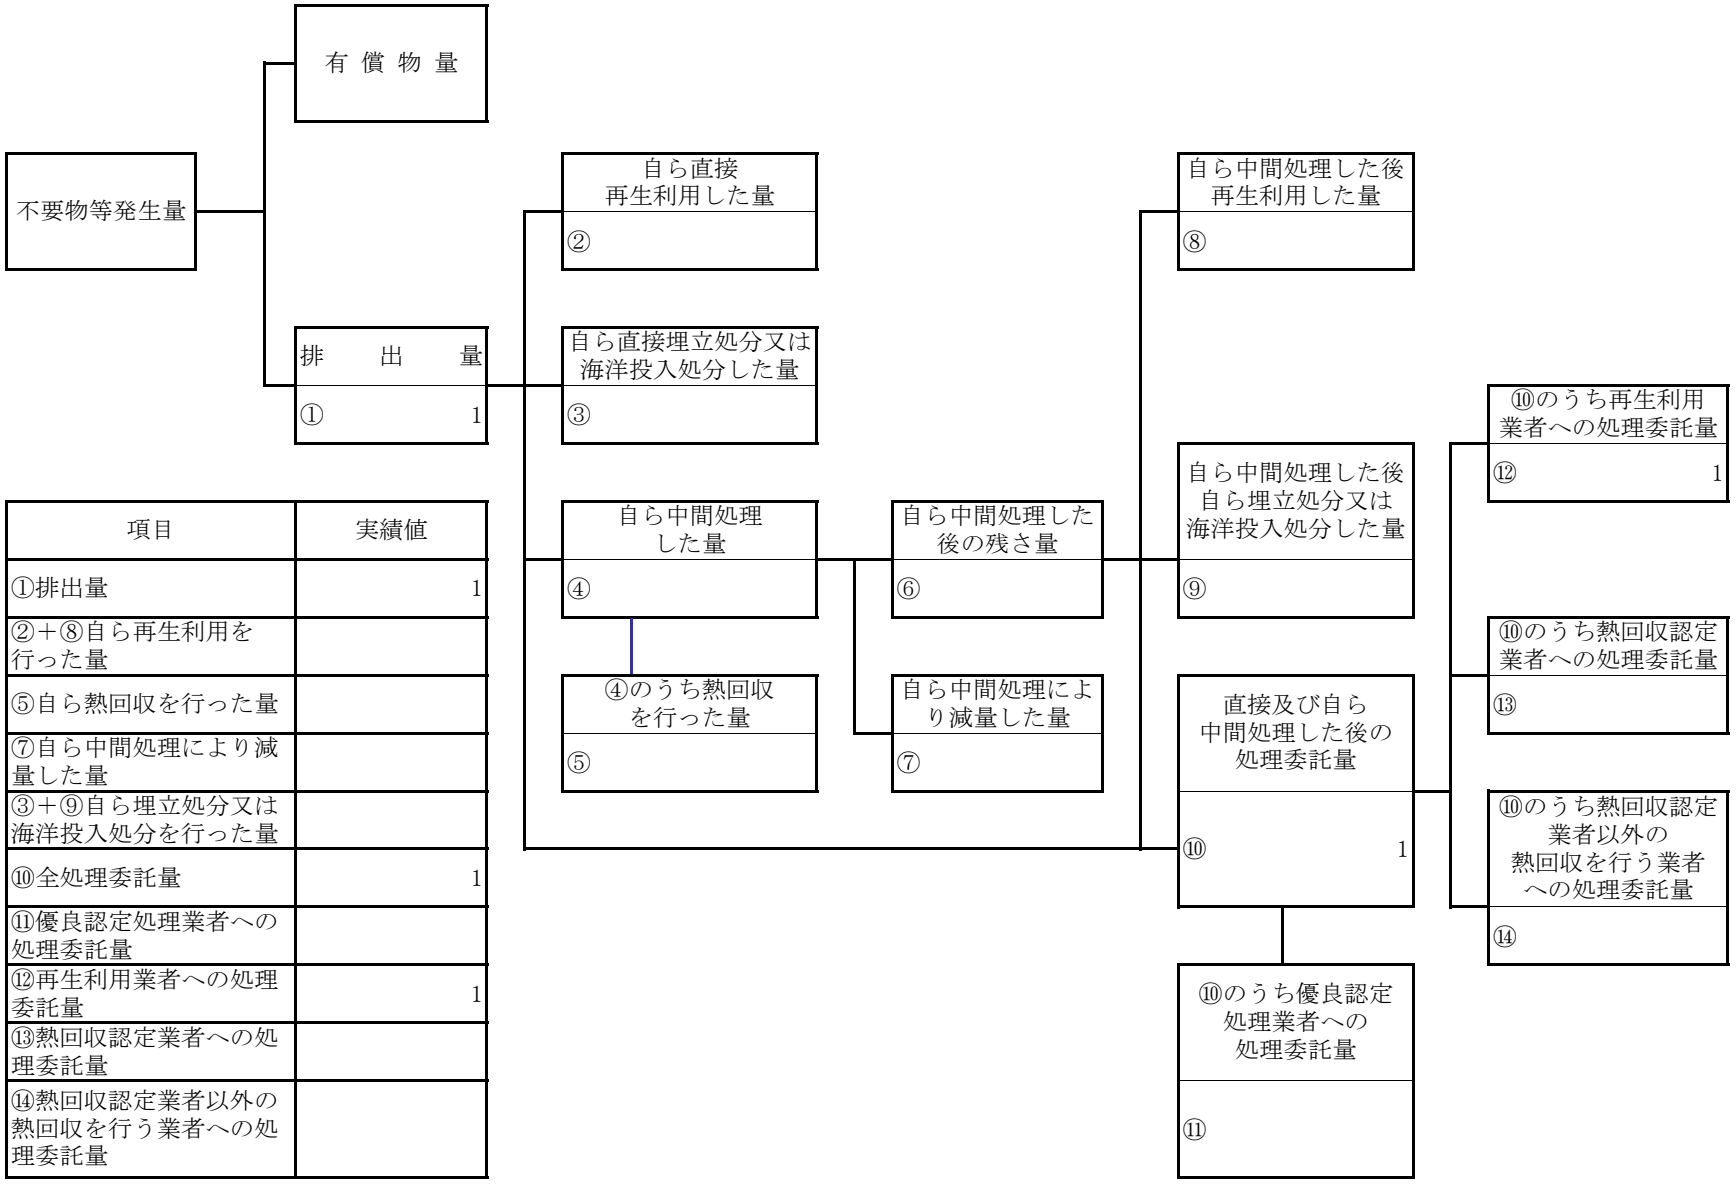 有償物量
不要物等発生量
自ら直接
再生利用した量
②
自ら中間処理した後
再生利用した量
⑧
排出量
① 1
自ら直接埋立処分又は
海洋投入処分した量
③
⑩のうち再生利用
業者への処理委託量
⑫ 1
自ら中間処理
した量
④
自ら中間処理した
後の残さ量
⑥
自ら中間処理した後
自ら埋立処分又は
海洋投入処分した量
⑨
⑩のうち熱回収認定
業者への処理委託量
⑬
④のうち熱回収
を行った量
⑤
自ら中間処理によ
り減量した量
⑦
直接及び自ら
中間処理した後の
処理委託量
⑩ 1
⑩のうち熱回収認定
業者以外の
熱回収を行う業者
への処理委託量
⑭
⑩のうち優良認定
処理業者への
処理委託量
⑪
項目 実績値
①排出量 1
②＋⑧自ら再生利用を
行った量
⑤自ら熱回収を行った量
⑦自ら中間処理により減
量した量
③＋⑨自ら埋立処分又は
海洋投入処分を行った量
⑩全処理委託量 1
⑪優良認定処理業者への
処理委託量
⑫再生利用業者への処理
委託量 1
⑬熱回収認定業者への処
理委託量
⑭熱回収認定業者以外の
熱回収を行う業者への処
理委託量